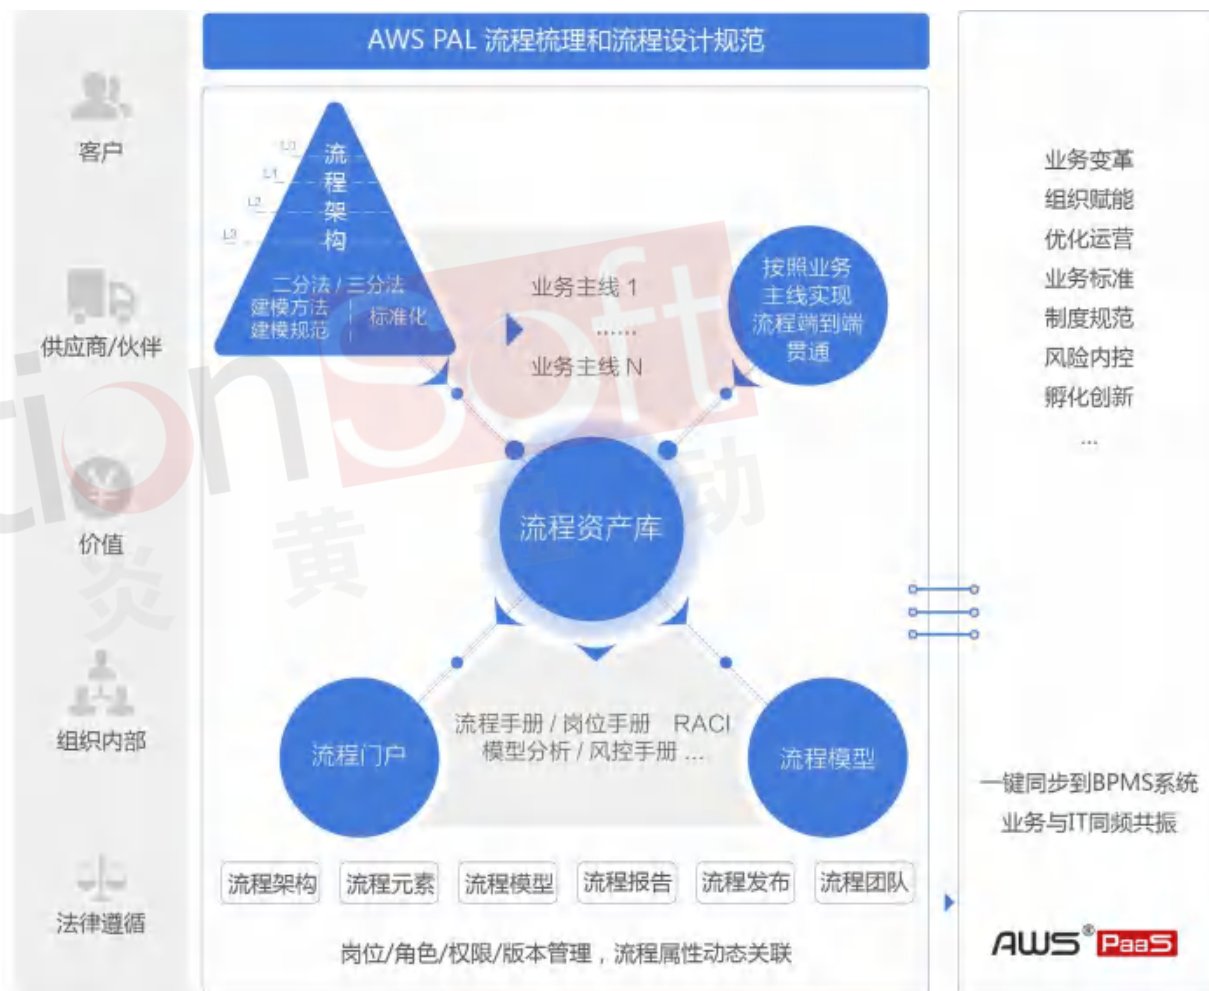 AWS PAL 流程梳理和流程设计规范
客户
供应商/伙伴
价值
组织内部
法律遵循
L0
L1
L2
L3
流
程
架
构
二分法 / 三分法
建模方法
建模规范
标准化
业务主线 1
......
业务主线 N
按照业务
主线实现
流程端到端
贯通
流程资产库
流程门户
流程手册 / 岗位手册 RACI
模型分析 / 风控手册 ...
流程模型
流程架构
流程元素
流程模型
流程报告
流程发布
流程团队
岗位/角色/权限/版本管理，流程属性动态关联
业务变革
组织赋能
优化运营
业务标准
制度规范
风险内控
孵化创新
...
一键同步到BPMS系统
业务与IT同频共振
AWS® PaaS
tionSoft
炎黄 动